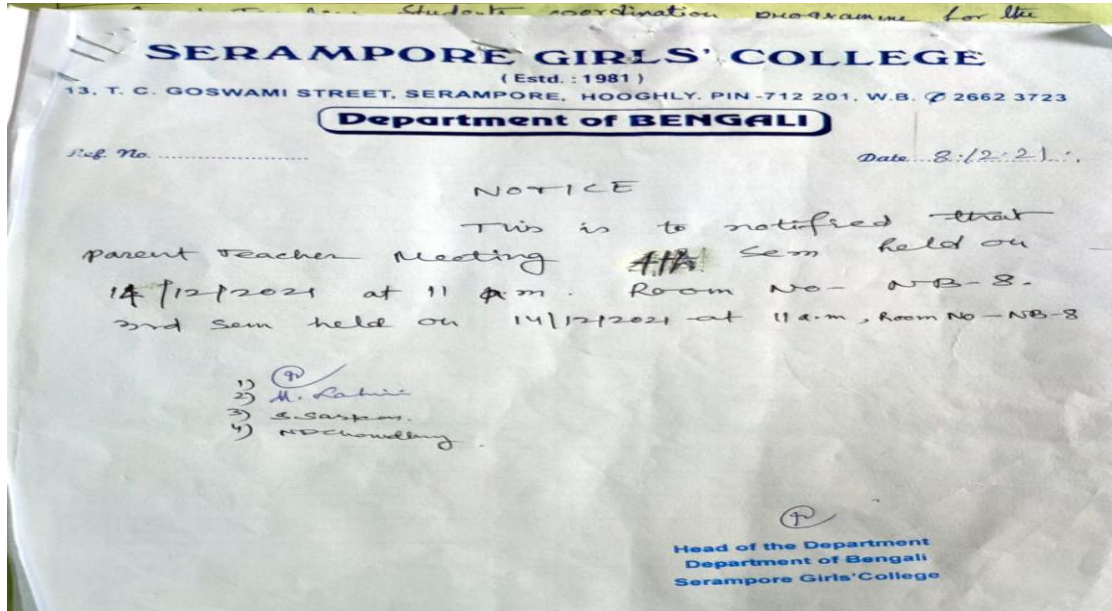 Students coordination programme for the
SERAMPORE GIRLS' COLLEGE
( Estd. : 1981 )
13, T. C. GOSWAMI STREET, SERAMPORE, HOOGHLY. PIN -712 201, W.B. ✆ 2662 3723
Department of BENGALI
Ref. No. ........................ Date 8.12.21
NOTICE
This is to notified that
Parent Teacher Meeting Sem held on
14/12/2021 at 11 a.m. Room No - NB-8.
3rd Sem held on 14/12/2021 at 11 a.m, Room No - NB-8
1)
2) M. Lahiri
3) S. Sarkar.
4) NDChowdhury.
Head of the Department
Department of Bengali
Serampore Girls'College